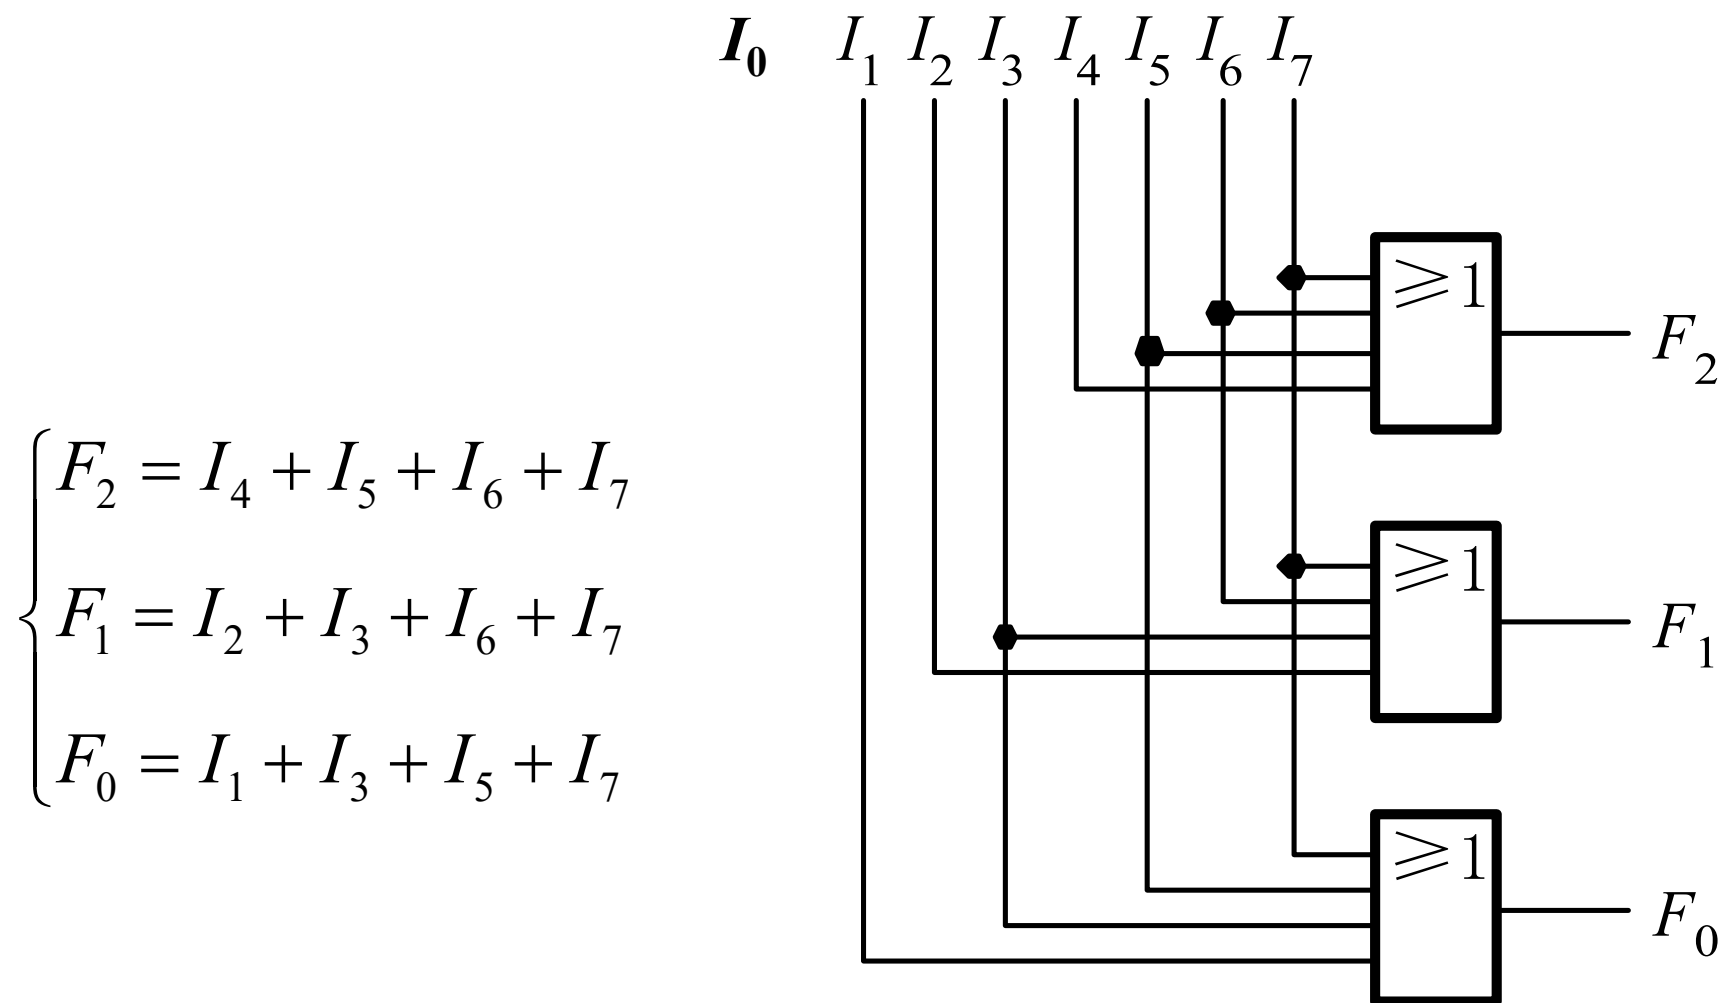 I₀ I₁ I₂ I₃ I₄ I₅ I₆ I₇
⩾1
F₂
F₂ = I₄ + I₅ + I₆ + I₇
⩾1
F₁ = I₂ + I₃ + I₆ + I₇
F₁
F₀ = I₁ + I₃ + I₅ + I₇
⩾1
F₀